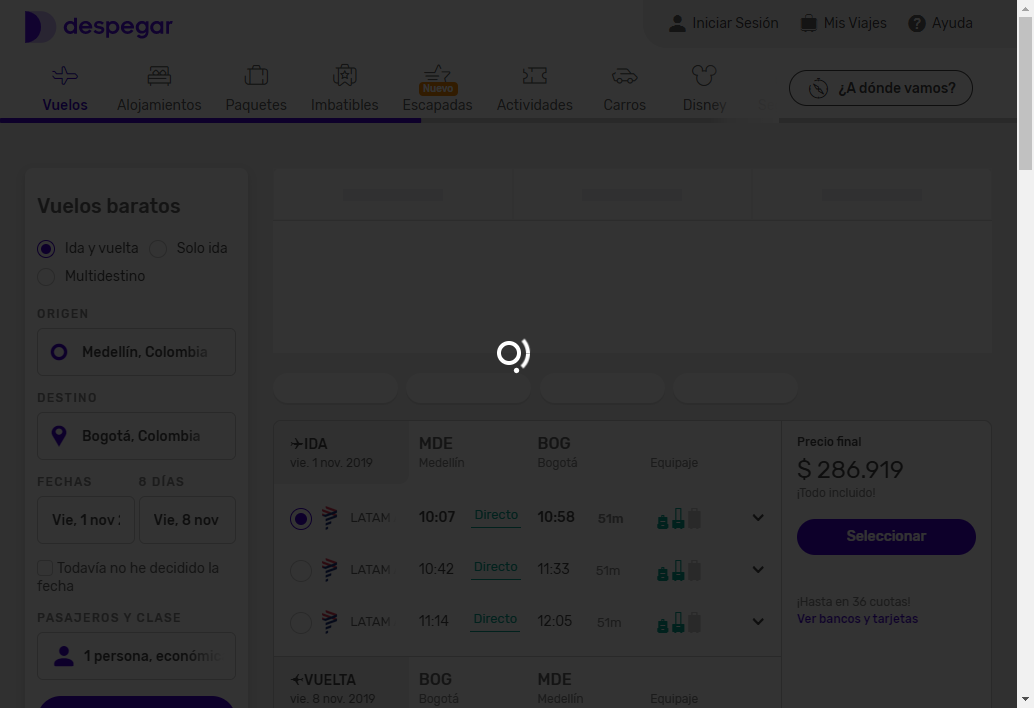 despegar
Iniciar Sesión
Mis Viajes
Ayuda
Vuelos
Alojamientos
Paquetes
Imbatibles
Nuevo
Escapadas
Actividades
Carros
Disney
¿A dónde vamos?
Vuelos baratos
Ida y vuelta
Solo ida
Multidestino
ORIGEN
Medellín, Colombia
DESTINO
Bogotá, Colombia
FECHAS
8 DÍAS
Vie, 1 nov
Vie, 8 nov
Todavía no he decidido la
fecha
PASAJEROS Y CLASE
1 persona, económic
IDA
MDE
BOG
vie. 1 nov. 2019
Medellín
Bogotá
Equipaje
LATAM
10:07
Directo
10:58
51m
LATAM
10:42
Directo
11:33
51m
LATAM
11:14
Directo
12:05
51m
VUELTA
BOG
MDE
vie. 8 nov. 2019
Bogotá
Medellín
Equipaje
Precio final
$ 286.919
¡Todo incluido!
Seleccionar
¡Hasta en 36 cuotas!
Ver bancos y tarjetas